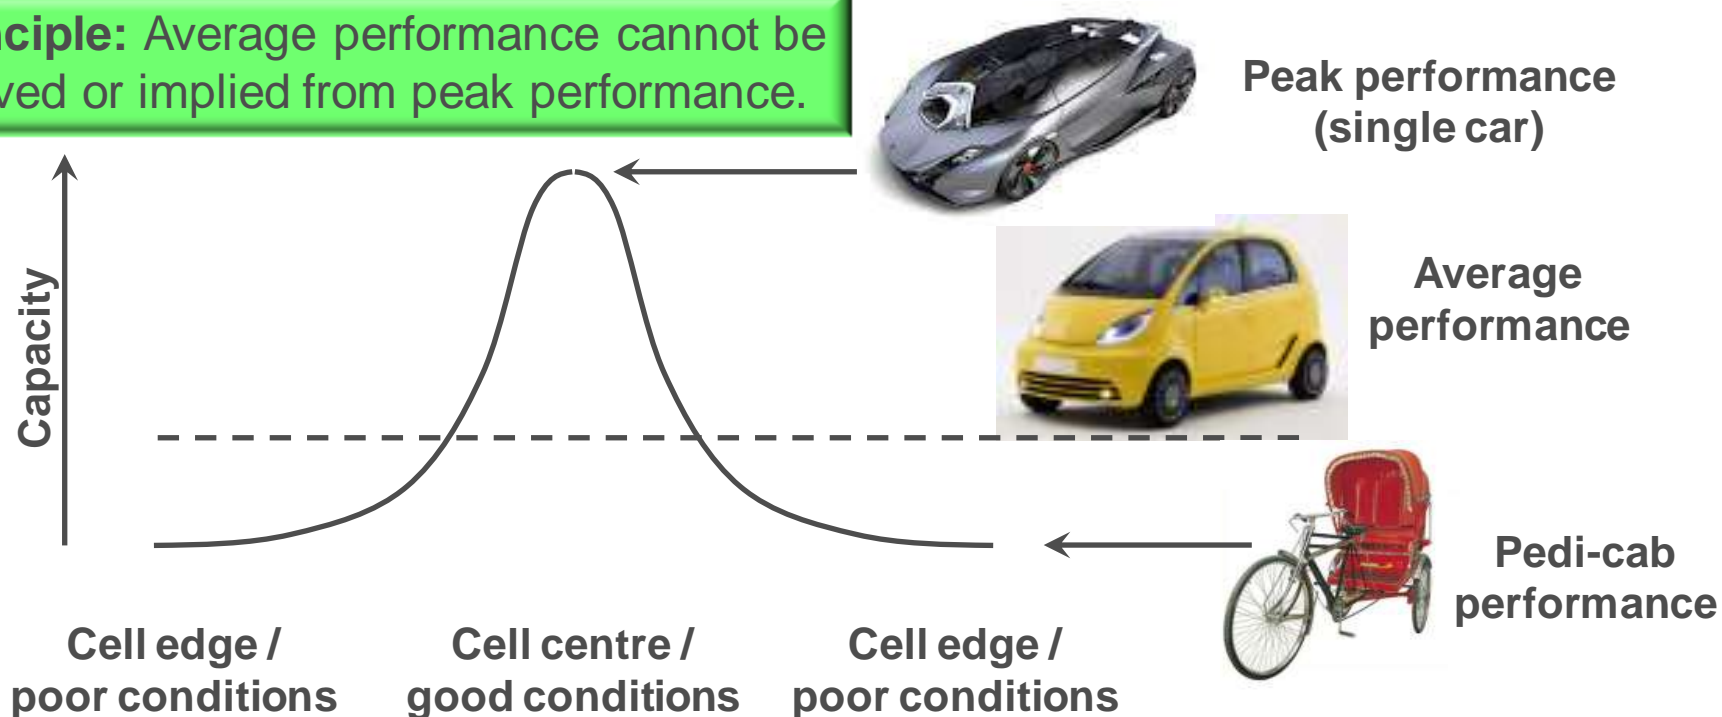 ciple: Average performance cannot be
ved or implied from peak performance.
Peak performance
(single car)
Average
performance
Capacity
Pedi-cab
performance
Cell edge /
poor conditions
Cell centre /
good conditions
Cell edge /
poor conditions